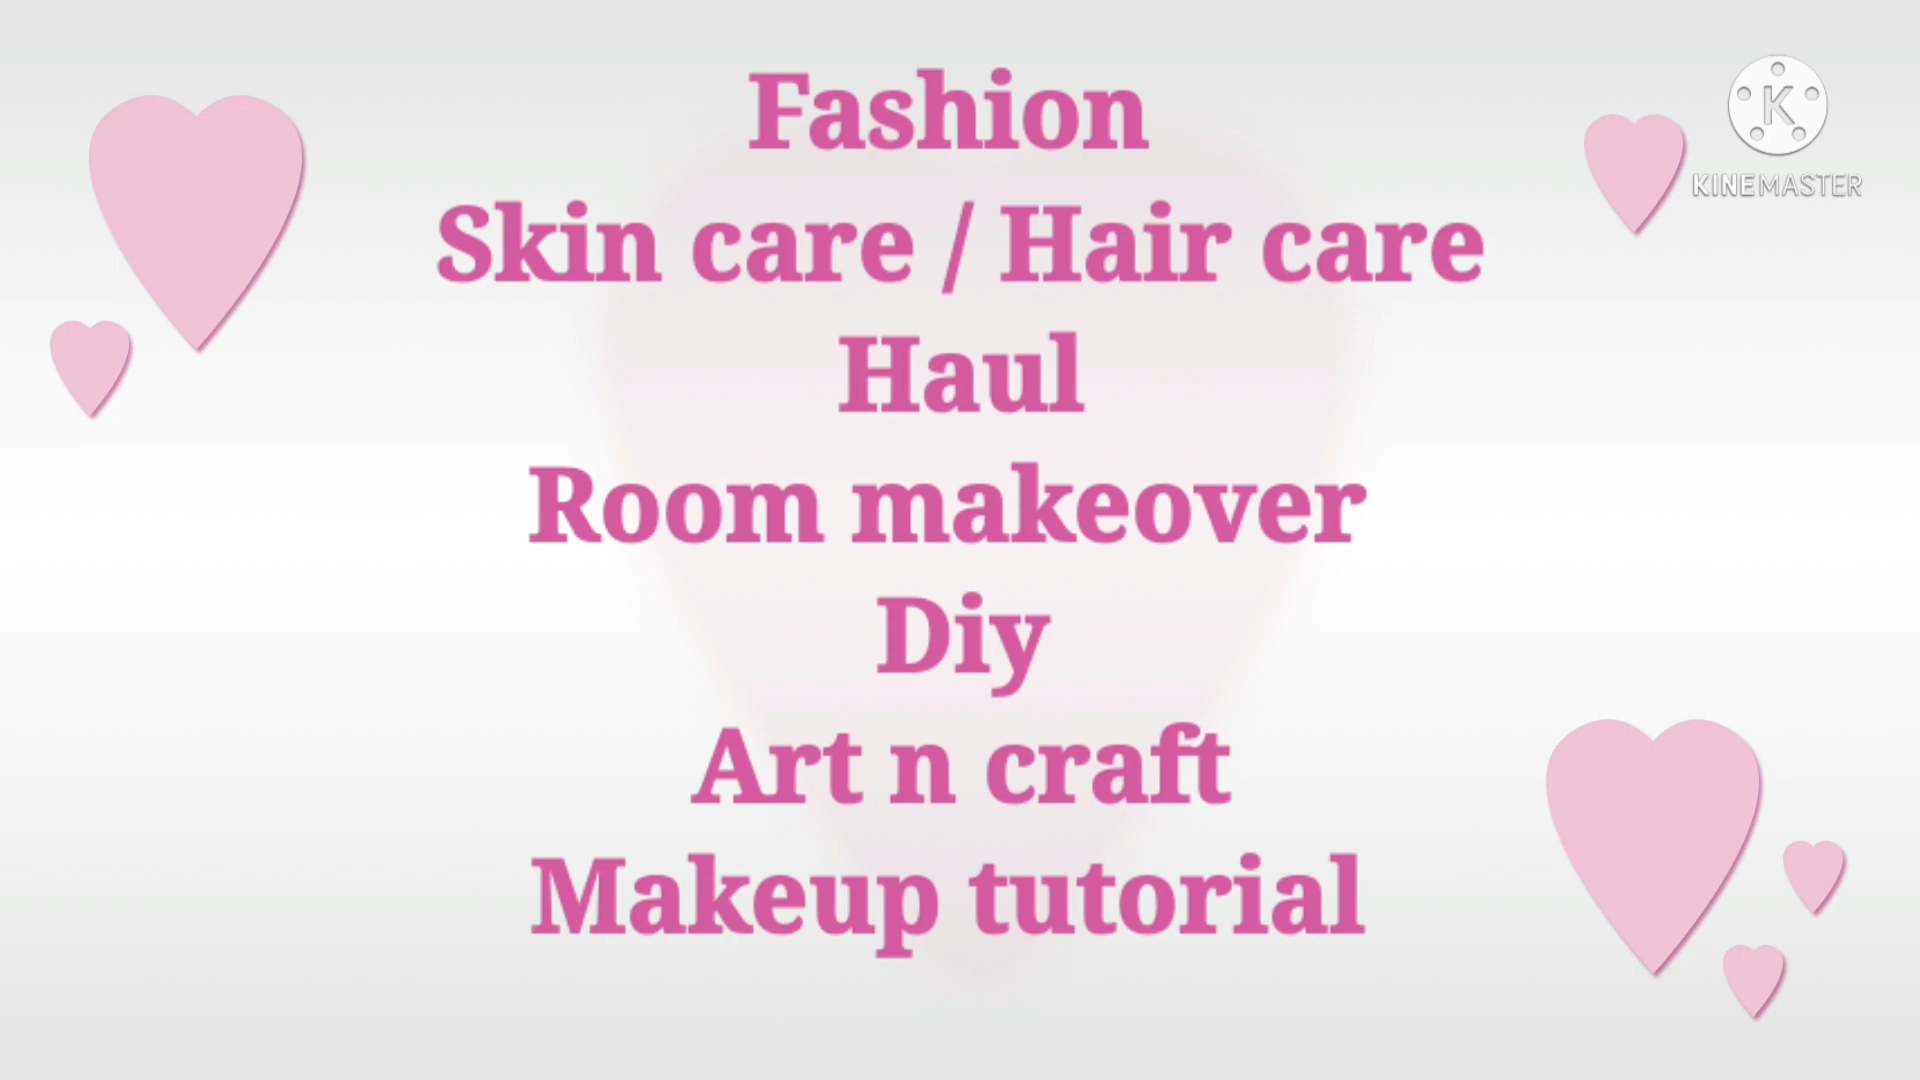 Fashion
Skin care / Hair care
Haul
Room makeover
Diy
Art n craft
Makeup tutorial
K
KINEMASTER